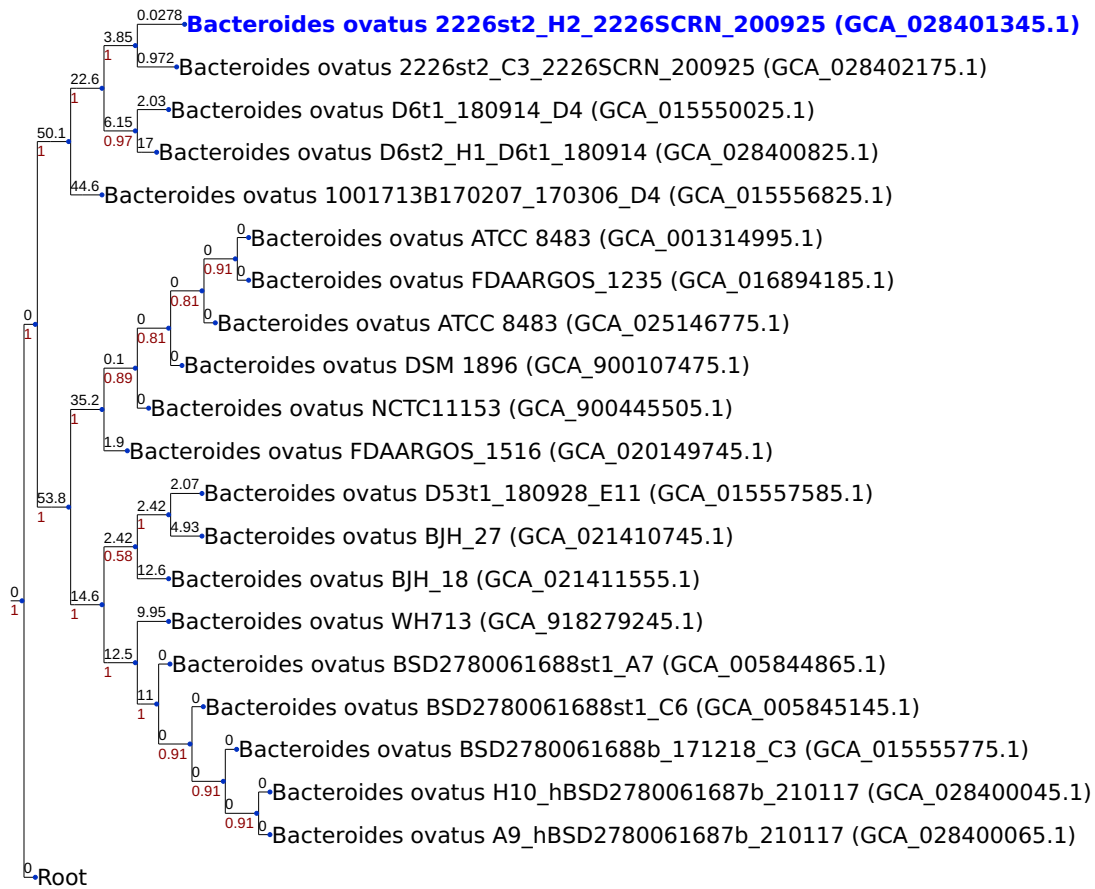 0.0278
Bacteroides ovatus 2226st2_H2_2226SCRN_200925 (GCA_028401345.1)
3.85
1
0.972
Bacteroides ovatus 2226st2_C3_2226SCRN_200925 (GCA_028402175.1)
22.6
1
2.03
Bacteroides ovatus D6t1_180914_D4 (GCA_015550025.1)
6.15
0.97
17
Bacteroides ovatus D6st2_H1_D6t1_180914 (GCA_028400825.1)
50.1
1
44.6
Bacteroides ovatus 1001713B170207_170306_D4 (GCA_015556825.1)
0
Bacteroides ovatus ATCC 8483 (GCA_001314995.1)
0
0.91
0
Bacteroides ovatus FDAARGOS_1235 (GCA_016894185.1)
0
0.81
0
Bacteroides ovatus ATCC 8483 (GCA_025146775.1)
0
1
0
0.81
0
Bacteroides ovatus DSM 1896 (GCA_900107475.1)
0.1
0.89
0
Bacteroides ovatus NCTC11153 (GCA_900445505.1)
35.2
1
1.9
Bacteroides ovatus FDAARGOS_1516 (GCA_020149745.1)
53.8
1
2.07
Bacteroides ovatus D53t1_180928_E11 (GCA_015557585.1)
2.42
1
4.93
Bacteroides ovatus BJH_27 (GCA_021410745.1)
2.42
0.58
12.6
Bacteroides ovatus BJH_18 (GCA_021411555.1)
0
1
14.6
1
9.95
Bacteroides ovatus WH713 (GCA_918279245.1)
12.5
1
0
Bacteroides ovatus BSD2780061688st1_A7 (GCA_005844865.1)
11
1
0
Bacteroides ovatus BSD2780061688st1_C6 (GCA_005845145.1)
0
0.91
0
Bacteroides ovatus BSD2780061688b_171218_C3 (GCA_015555775.1)
0
0.91
0
Bacteroides ovatus H10_hBSD2780061687b_210117 (GCA_028400045.1)
0
0.91
0
Bacteroides ovatus A9_hBSD2780061687b_210117 (GCA_028400065.1)
0
Root